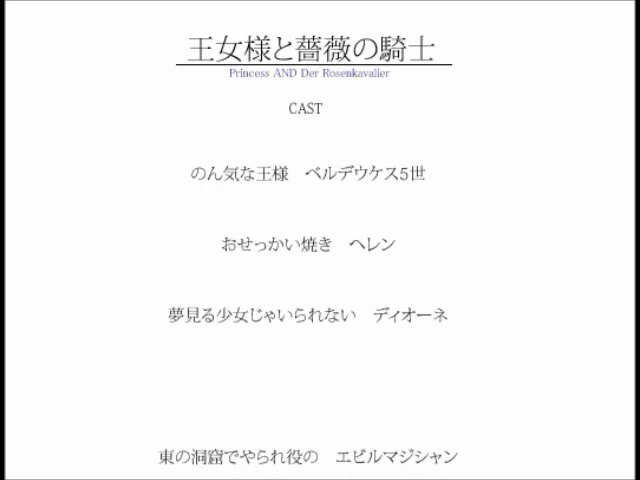 王女様と薔薇の騎士
Princess AND Der Rosenkavalier
CAST
のん気な王様　ベルデウケス5世
おせっかい焼き　ヘレン
夢見る少女じゃいられない　ディオーネ
東の洞窟でやられ役の　エビルマジシャン